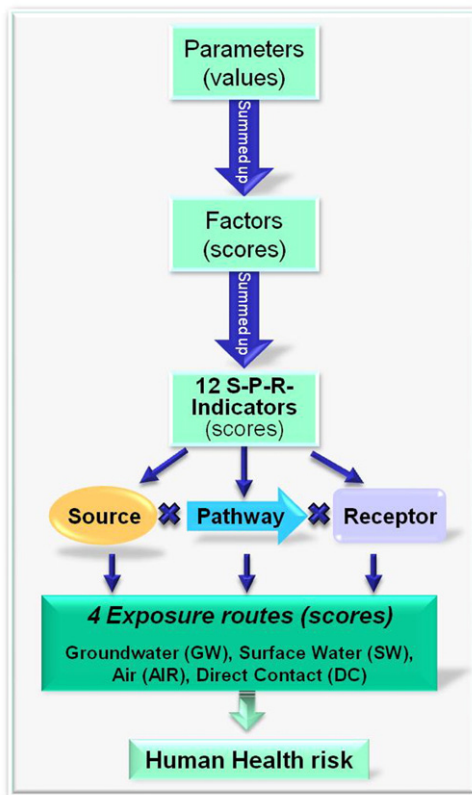 Parameters
(values)
Summed up
Factors
(scores)
Summed up
12 S-P-R-
Indicators
(scores)
Source
Pathway
Receptor
4 Exposure routes (scores)
Groundwater (GW), Surface Water (SW),
Air (AIR), Direct Contact (DC)
Human Health risk